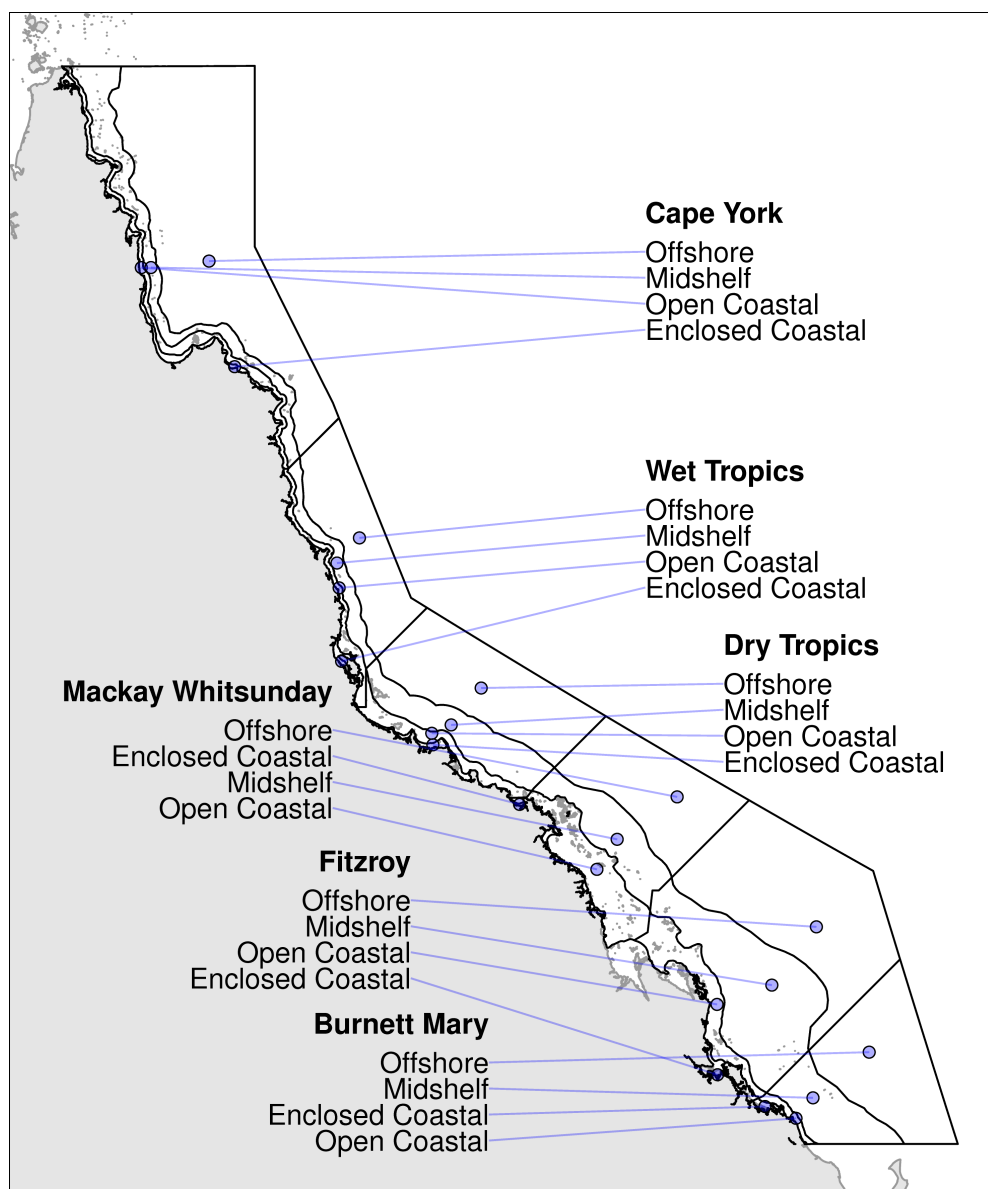 Cape York
Offshore
Midshelf
Open Coastal
Enclosed Coastal
Wet Tropics
Offshore
Midshelf
Open Coastal
Enclosed Coastal
Dry Tropics
Offshore
Midshelf
Open Coastal
Enclosed Coastal
Mackay Whitsunday
Offshore
Enclosed Coastal
Midshelf
Open Coastal
Fitzroy
Offshore
Midshelf
Open Coastal
Enclosed Coastal
Burnett Mary
Offshore
Midshelf
Enclosed Coastal
Open Coastal